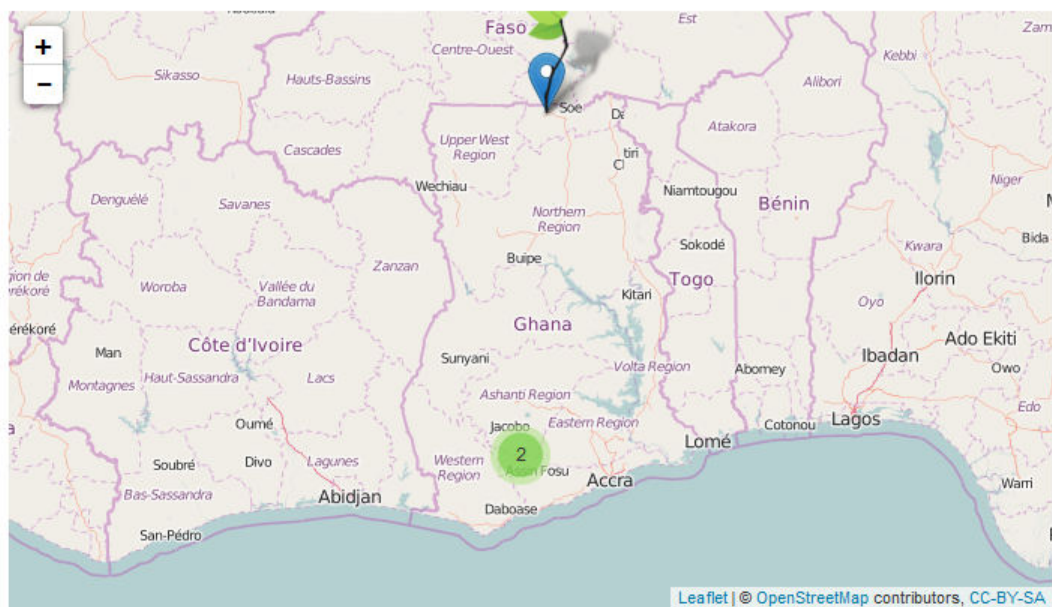 +
−
Faso
Est
Centre-Ouest
Sikasso
Hauts-Bassins
Kebbi
Alibori
Soe
Da
Atakora
Upper West
Region
Cascades
tiri
Ch
Wechiau
Niamtougou
Niger
Denguélé
Savanes
Bénin
Northern
Region
Bida
Sokodé
Kwara
Buipe
Zanzan
Togo
Ilorin
Woroba
Vallée du
Bandama
Kitari
Oyo
Ghana
érékoré
Côte d'Ivoire
Man
Sunyani
Ado Ekiti
Ibadan
Volta Region
Abomey
Owo
Montagnes
Haut-Sassandra
Lacs
Ashanti Region
Edo
Oumé
Jacobo
Eastern Region
Cotonou
Lagos
Lomé
2
Soubré
Divo
Lagunes
Western
Region
Assin Fosu
Accra
Warri
Bas-Sassandra
Abidjan
Daboase
San-Pédro
Leaflet | © OpenStreetMap contributors, CC-BY-SA